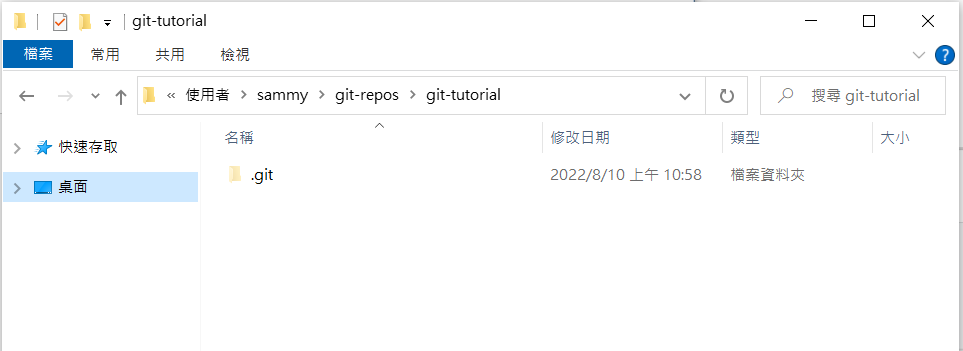 git-tutorial
檔案 常用 共用 檢視
« 使用者 sammy git-repos git-tutorial 搜尋 git-tutorial
名稱 修改日期 類型 大小
快速存取
.git 2022/8/10 上午 10:58 檔案資料夾
桌面